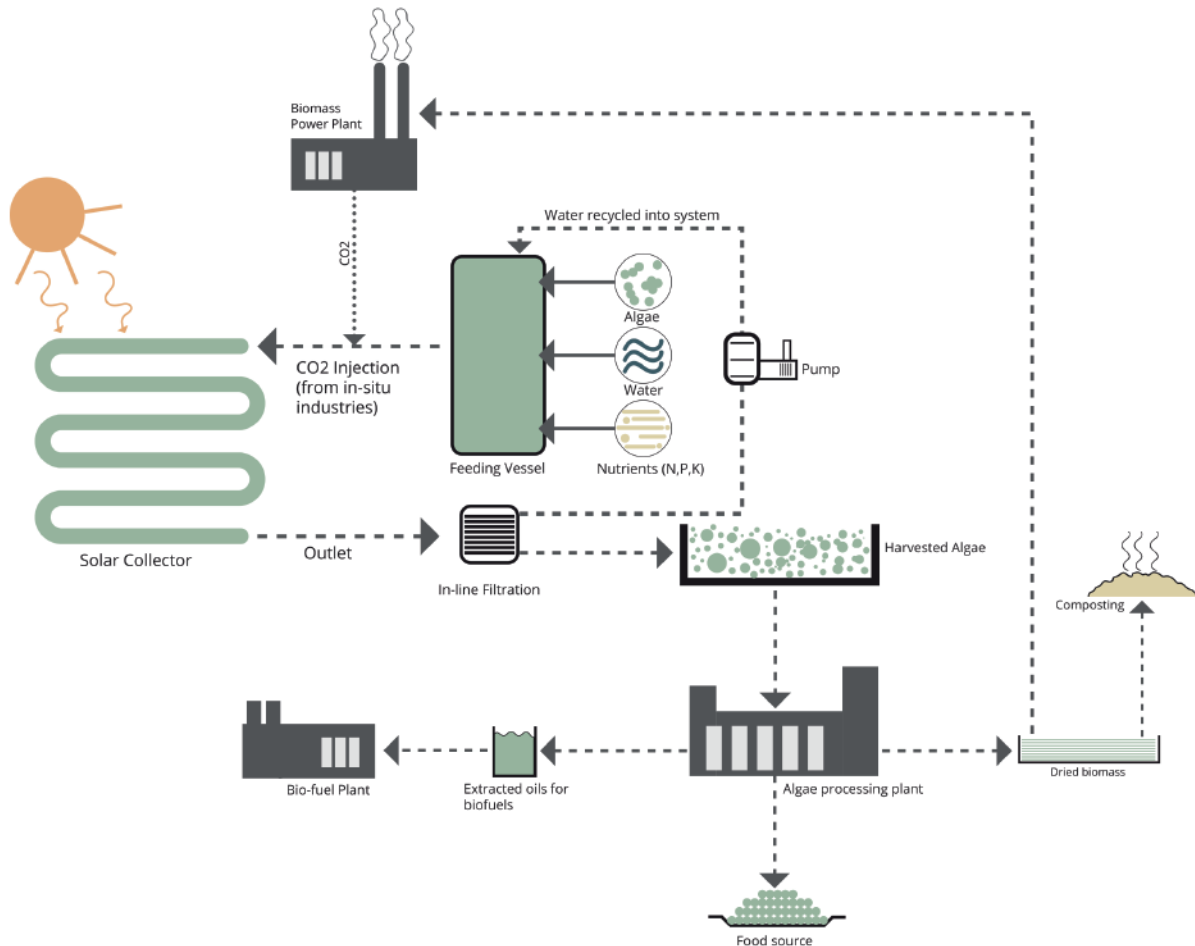 Biomass
Power Plant
CO2
Water recycled into system
Algae
Water
Nutrients (N,P,K)
Pump
CO2 Injection
(from in-situ
industries)
Feeding Vessel
Solar Collector
Outlet
In-line Filtration
Harvested Algae
Composting
Bio-fuel Plant
Extracted oils for
biofuels
Algae processing plant
Dried biomass
Food source